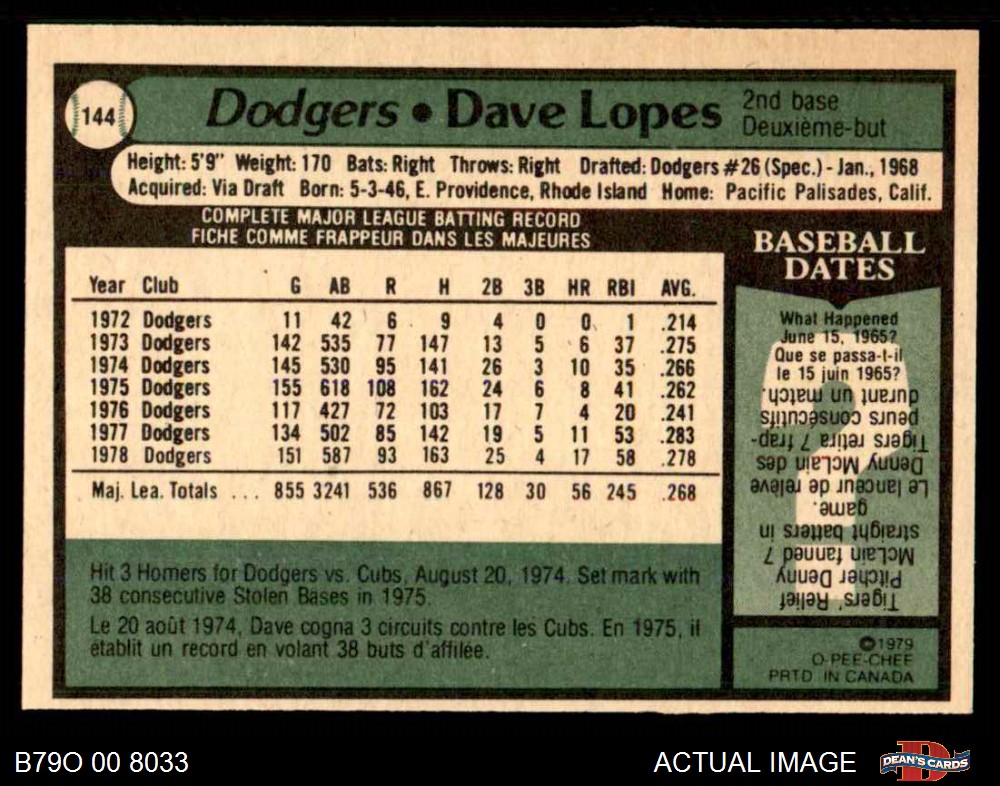 144
Dodgers • Dave Lopes
2nd base
Deuxième-but
Height: 5'9" Weight: 170 Bats: Right Throws: Right Drafted: Dodgers #26 (Spec.) - Jan., 1968
Acquired: Via Draft Born: 5-3-46, E. Providence, Rhode Island Home: Pacific Palisades, Calif.
COMPLETE MAJOR LEAGUE BATTING RECORD
FICHE COMME FRAPPEUR DANS LES MAJEURES
Year Club G AB R H 2B 3B HR RBI AVG.
1972 Dodgers 11 42 6 9 4 0 0 1 .214
1973 Dodgers 142 535 77 147 13 5 6 37 .275
1974 Dodgers 145 530 95 141 26 3 10 35 .266
1975 Dodgers 155 618 108 162 24 6 8 41 .262
1976 Dodgers 117 427 72 103 17 7 4 20 .241
1977 Dodgers 134 502 85 142 19 5 11 53 .283
1978 Dodgers 151 587 93 163 25 4 17 58 .278
Maj. Lea. Totals ... 855 3241 536 867 128 30 56 245 .268
Hit 3 Homers for Dodgers vs. Cubs, August 20, 1974. Set mark with
38 consecutive Stolen Bases in 1975.
Le 20 août 1974, Dave cogna 3 circuits contre les Cubs. En 1975, il
établit un record en volant 38 buts d'affilée.
BASEBALL
DATES
What Happened
June 15, 1965?
Que se passa-t-il
le 15 juin 1965?
Tigers' Relief
Pitcher Denny
McLain fanned 7
straight batters in
game.
Le lanceur de relève
Denny McLain des
Tigers retira 7 frap-
peurs consécutifs
durant un match.
©1979
O-PEE-CHEE
PRTD. IN CANADA
B79O 00 8033
ACTUAL IMAGE
D
DEAN'S CARDS